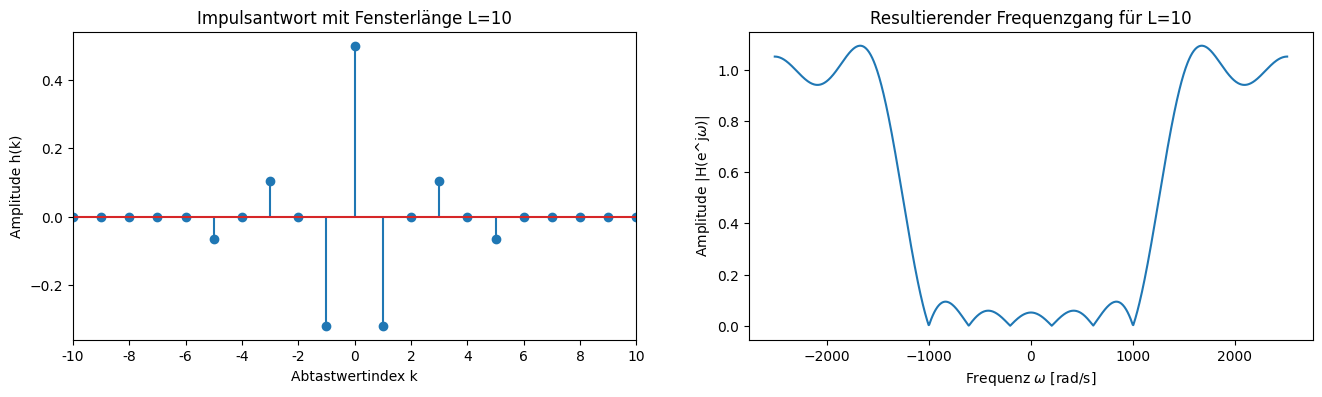 Impulsantwort mit Fensterlänge L=10
Amplitude h(k)
0.4
0.2
0.0
−0.2
-10 -8 -6 -4 -2 0 2 4 6 8 10
Abtastwertindex k
Resultierender Frequenzgang für L=10
Amplitude |H(e^jω)|
1.0
0.8
0.6
0.4
0.2
0.0
−2000 −1000 0 1000 2000
Frequenz ω [rad/s]